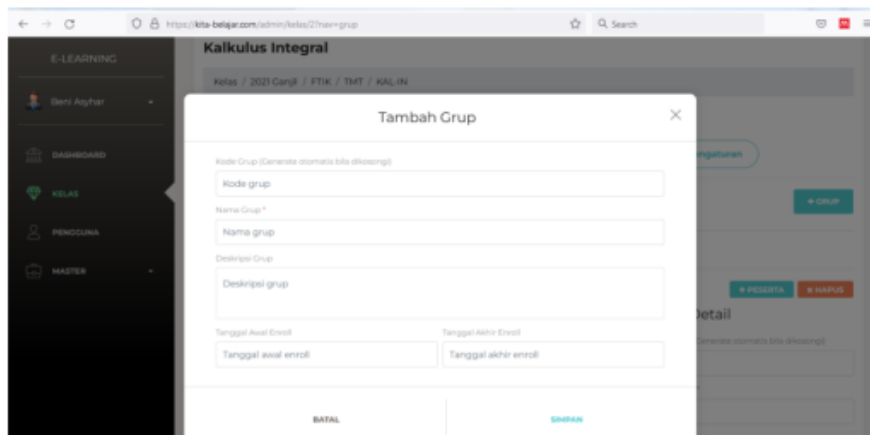 https://kita-belajar.com/admin/kelas/2?nav=grup
Search
E-LEARNING
Kalkulus Integral
Kelas / 2021 Ganjil / FTIK / TMT / KAL-IN
Beni Asyhar
Tambah Grup
DASHBOARD
Kode Grup (Generate otomatis bila dikosongi)
ngaturan
Kode grup
KELAS
+ GRUP
Nama Grup *
PENGGUNA
Nama grup
Deskripsi Grup
MASTER
Deskripsi grup
+ PESERTA
HAPUS
Detail
Tanggal Awal Enroll
Tanggal Akhir Enroll
Generate otomatis bila dikosongi)
Tanggal awal enroll
Tanggal akhir enroll
BATAL
SIMPAN